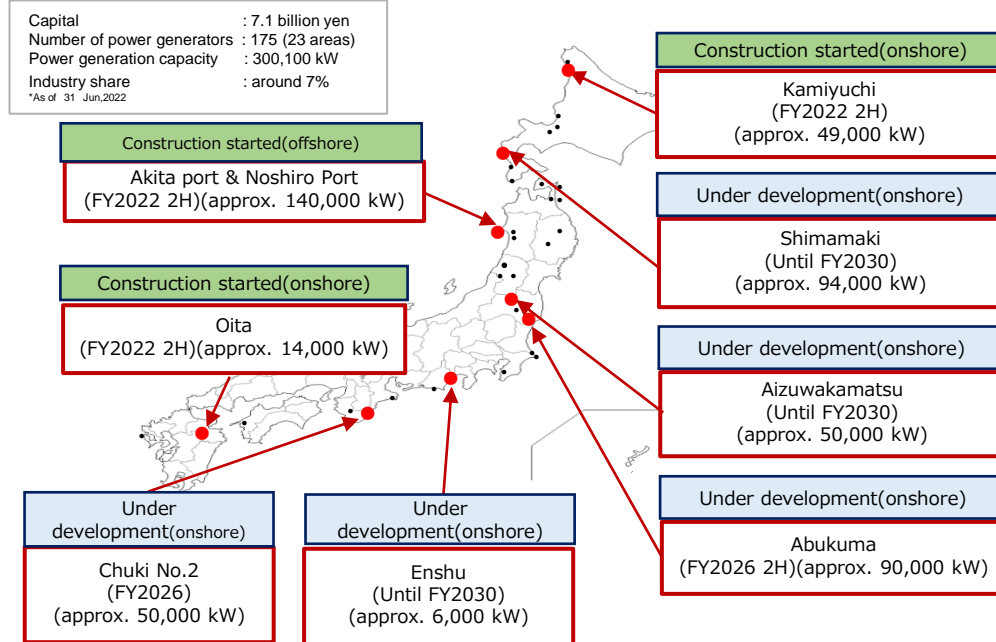 Capital : 7.1 billion yen
Number of power generators : 175 (23 areas)
Power generation capacity : 300,100 kW
Industry share : around 7%
*As of 31 Jun,2022
Construction started(onshore)
Kamiyuchi
(FY2022 2H)
(approx. 49,000 kW)
Construction started(offshore)
Akita port & Noshiro Port
(FY2022 2H)(approx. 140,000 kW)
Under development(onshore)
Shimamaki
(Until FY2030)
(approx. 94,000 kW)
Construction started(onshore)
Oita
(FY2022 2H)(approx. 14,000 kW)
Under development(onshore)
Aizuwakamatsu
(Until FY2030)
(approx. 50,000 kW)
Under development(onshore)
Abukuma
(FY2026 2H)(approx. 90,000 kW)
Under
development(onshore)
Chuki No.2
(FY2026)
(approx. 50,000 kW)
Under
development(onshore)
Enshu
(Until FY2030)
(approx. 6,000 kW)